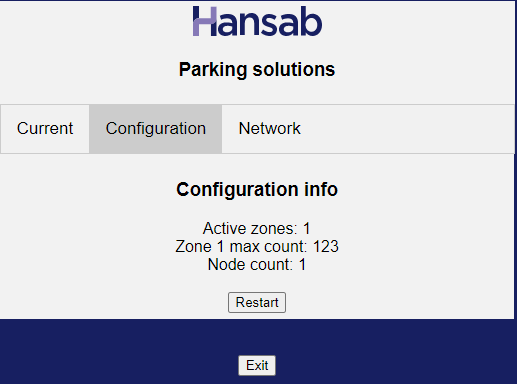 Hansab
Parking solutions
Current Configuration Network
Configuration info
Active zones: 1
Zone 1 max count: 123
Node count: 1
Restart
Exit